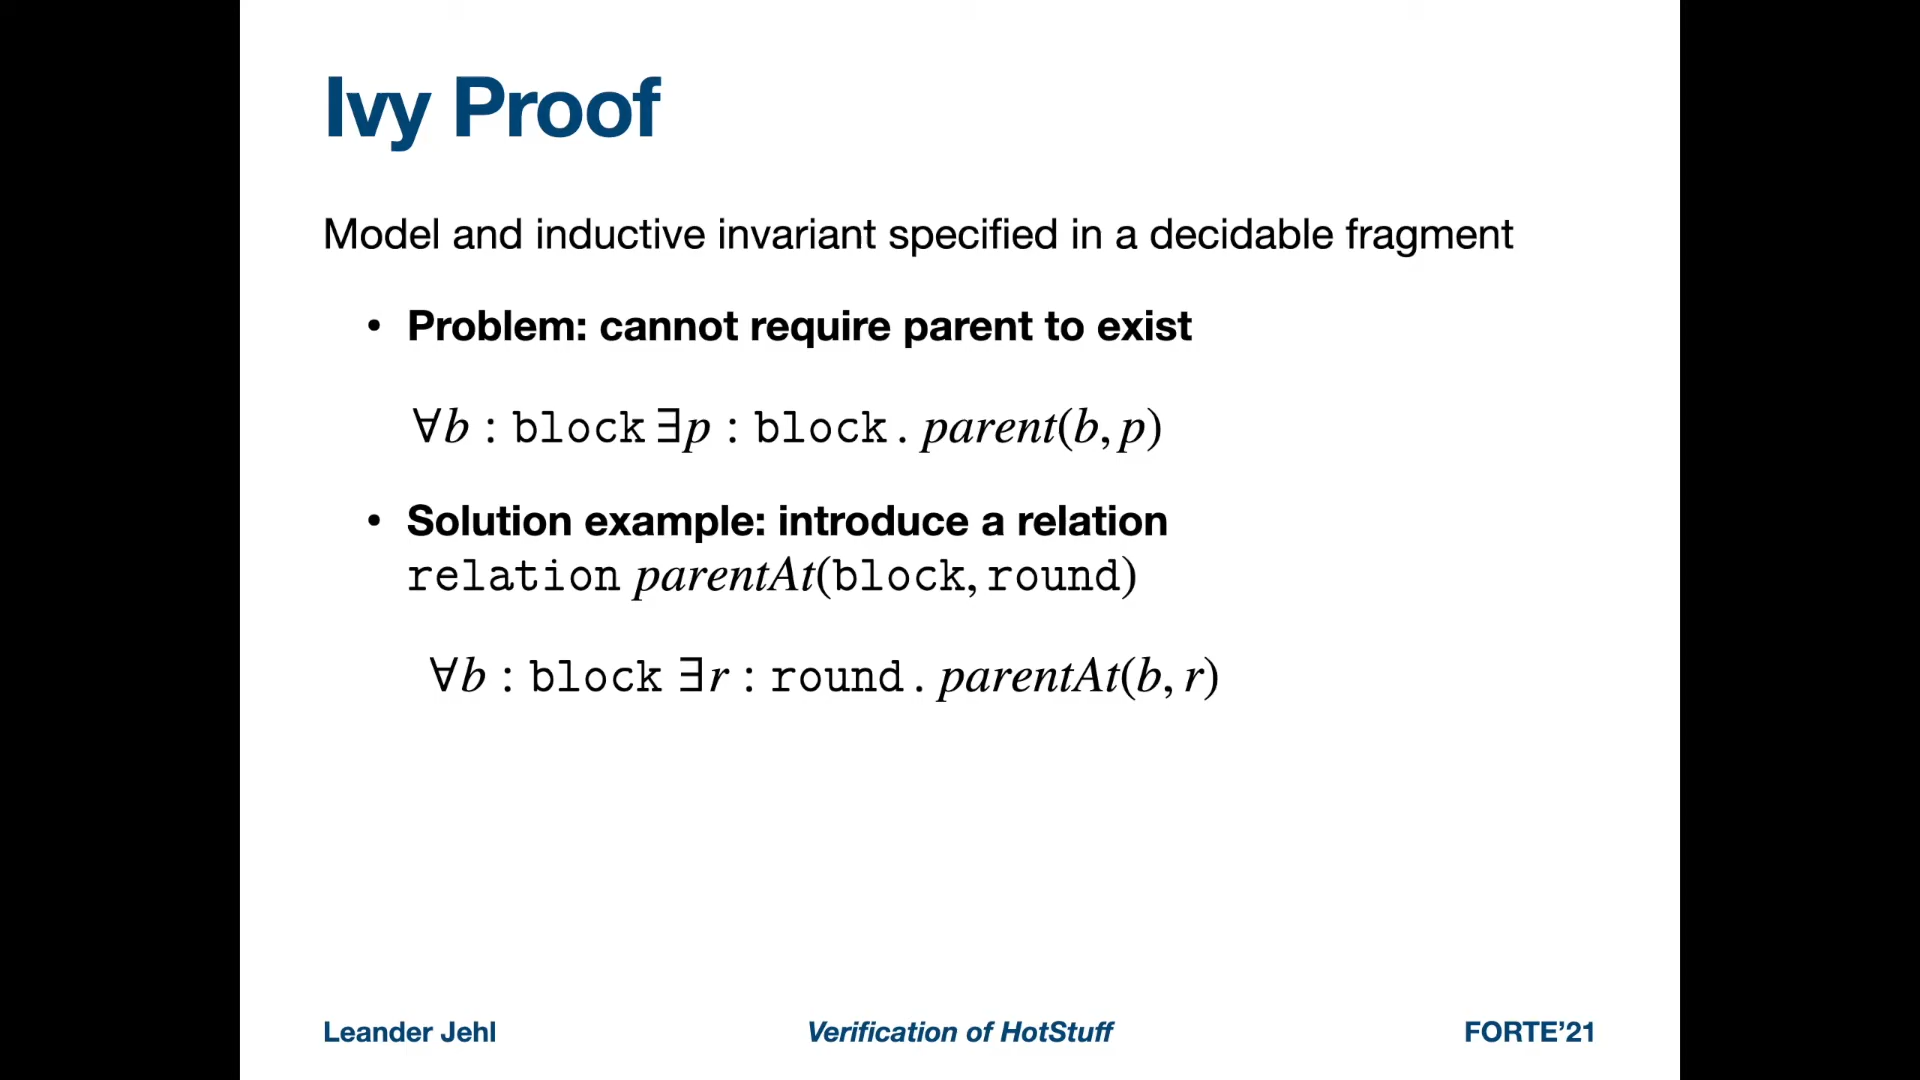 Ivy Proof
Model and inductive invariant specified in a decidable fragment
• Problem: cannot require parent to exist
∀b : block ∃p : block . parent(b, p)
• Solution example: introduce a relation
relation parentAt(block, round)
∀b : block ∃r : round . parentAt(b, r)
Leander Jehl
Verification of HotStuff
FORTE’21